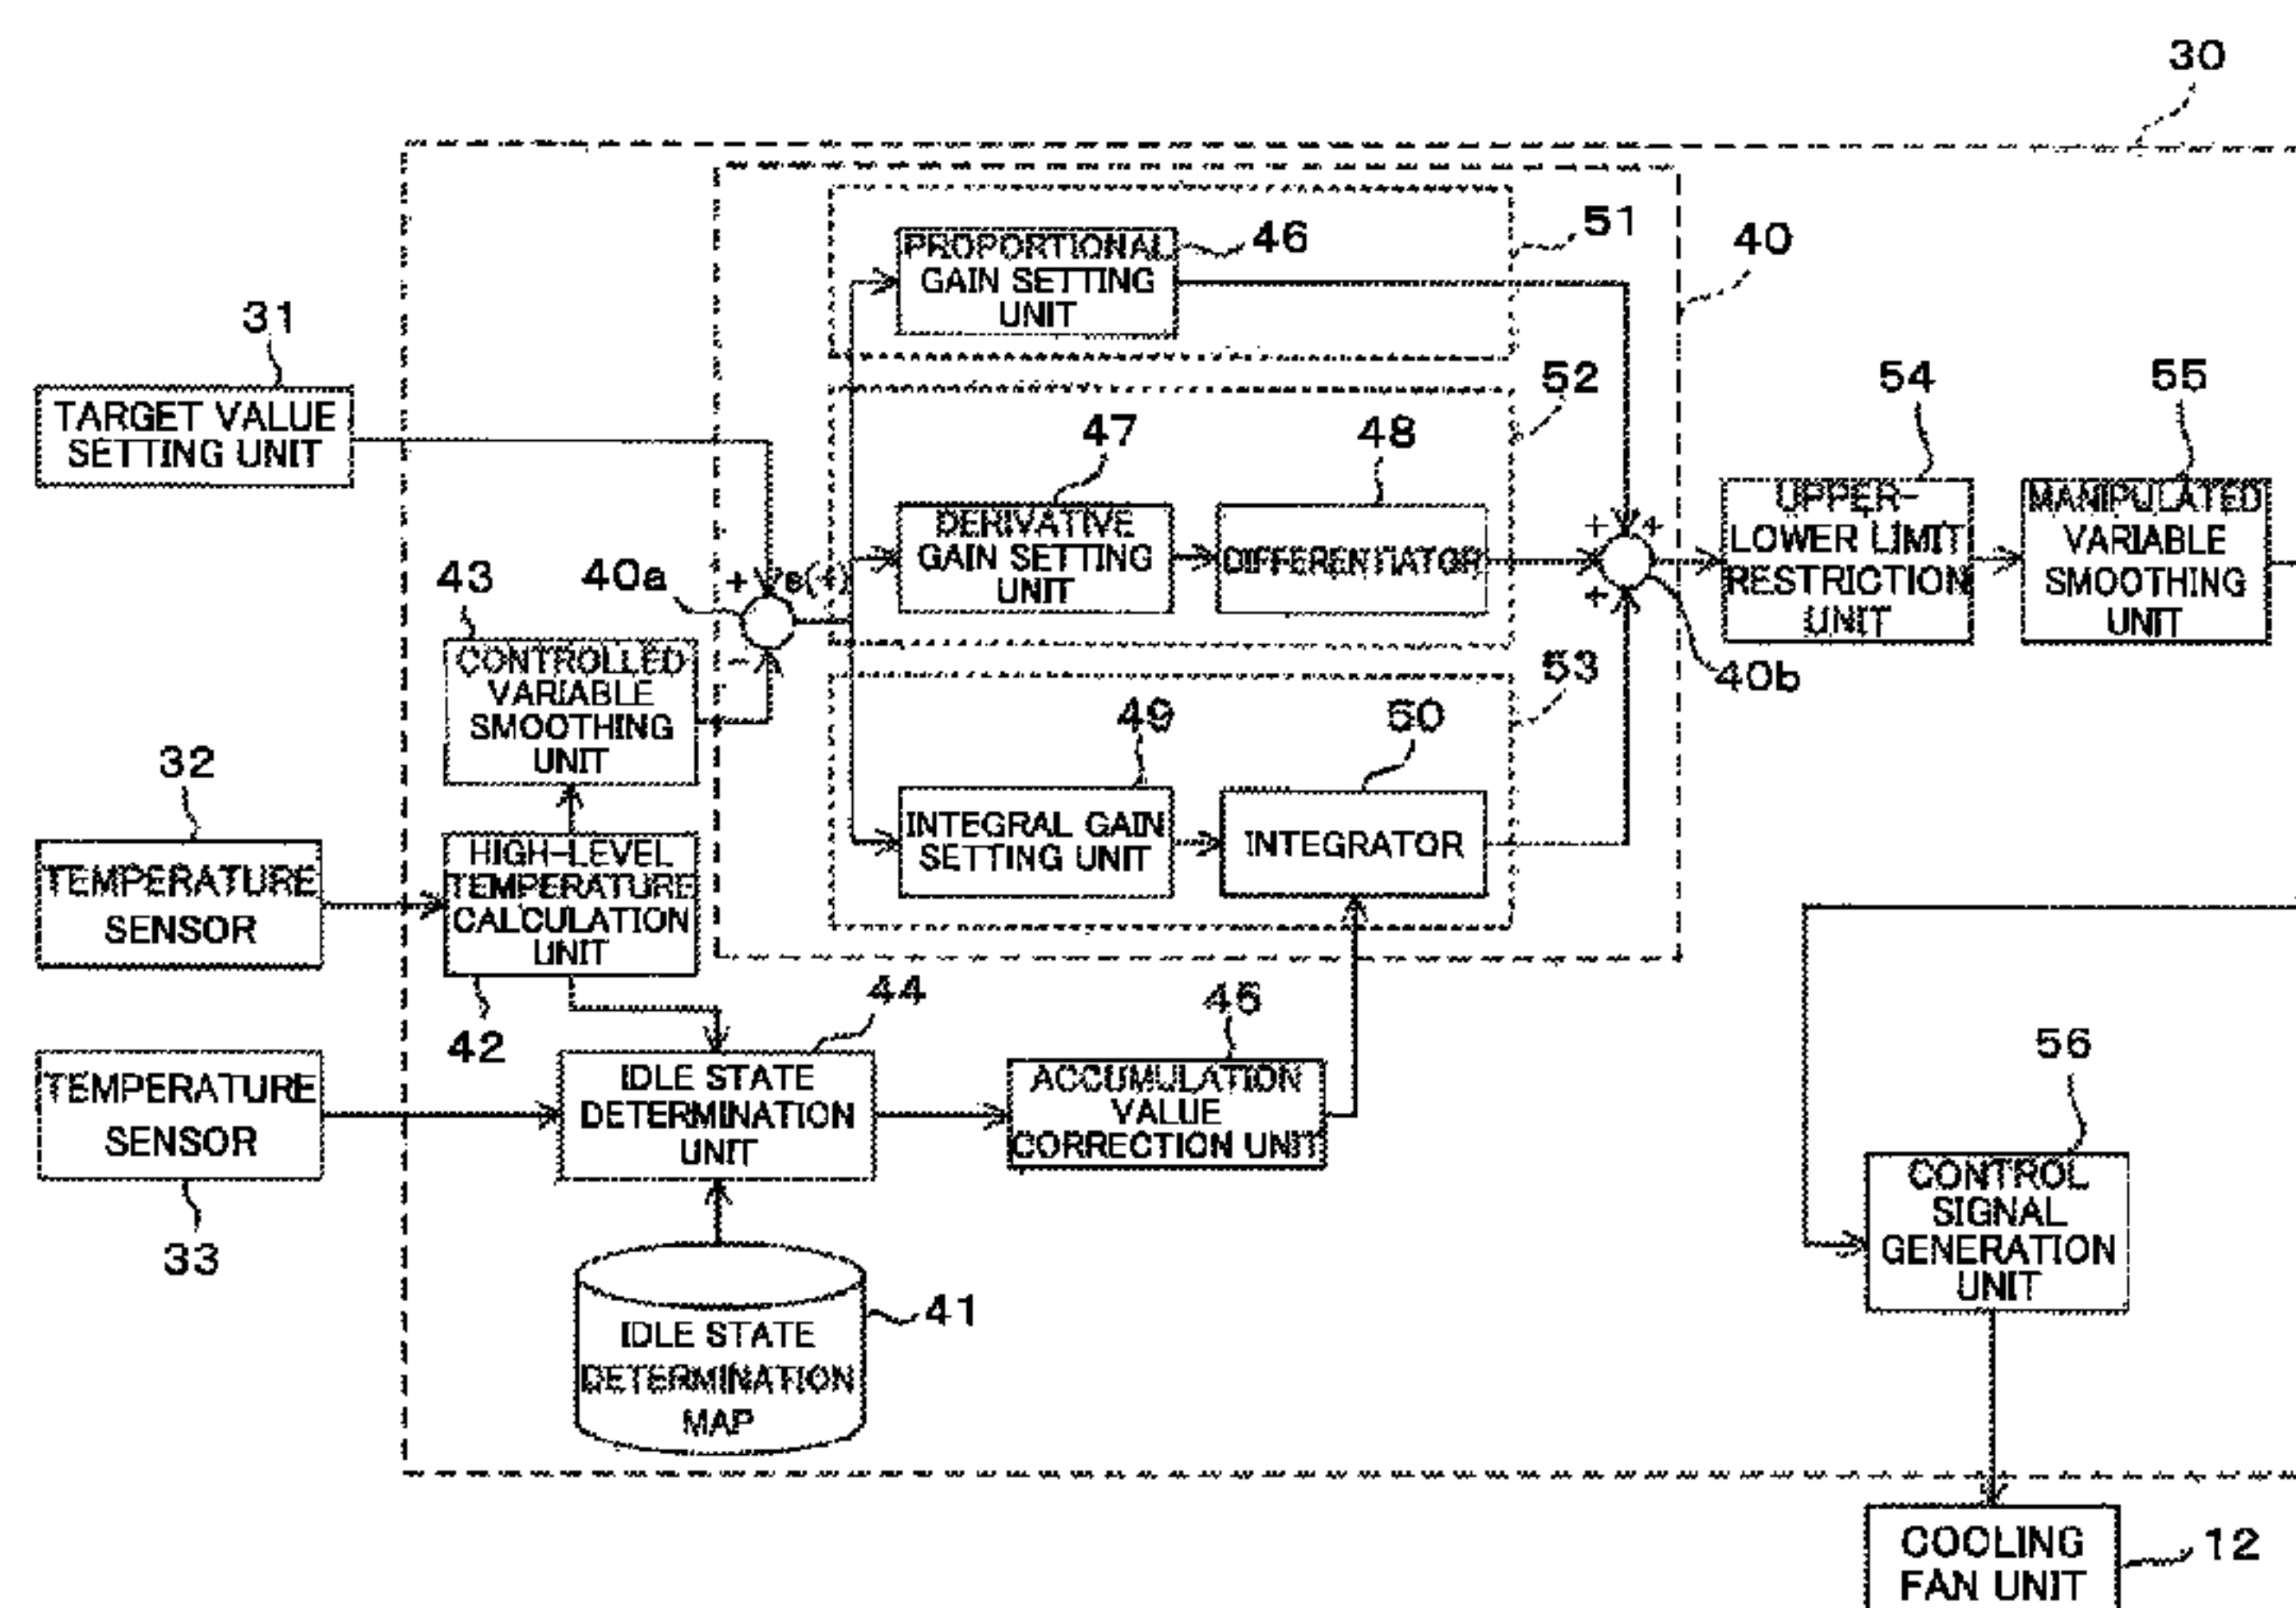 30
51
PROPORTIONAL
GAIN SETTING
UNIT
46
40
31
TARGET VALUE
SETTING UNIT
52
47
48
54
55
DERIVATIVE
GAIN SETTING
UNIT
DIFFERENTIATOR
+
+
+
UPPER-
LOWER LIMIT
RESTRICTION
UNIT
MANIPULATED
VARIABLE
SMOOTHING
UNIT
43
40a
+
-
40b
CONTROLLED
VARIABLE
SMOOTHING
UNIT
53
49
50
32
TEMPERATURE
SENSOR
HIGH-LEVEL
TEMPERATURE
CALCULATION
UNIT
INTEGRAL GAIN
SETTING UNIT
INTEGRATOR
42
44
45
33
TEMPERATURE
SENSOR
IDLE STATE
DETERMINATION
UNIT
ACCUMULATION
VALUE
CORRECTION UNIT
56
CONTROL
SIGNAL
GENERATION
UNIT
41
IDLE STATE
DETERMINATION
MAP
COOLING
FAN UNIT
12